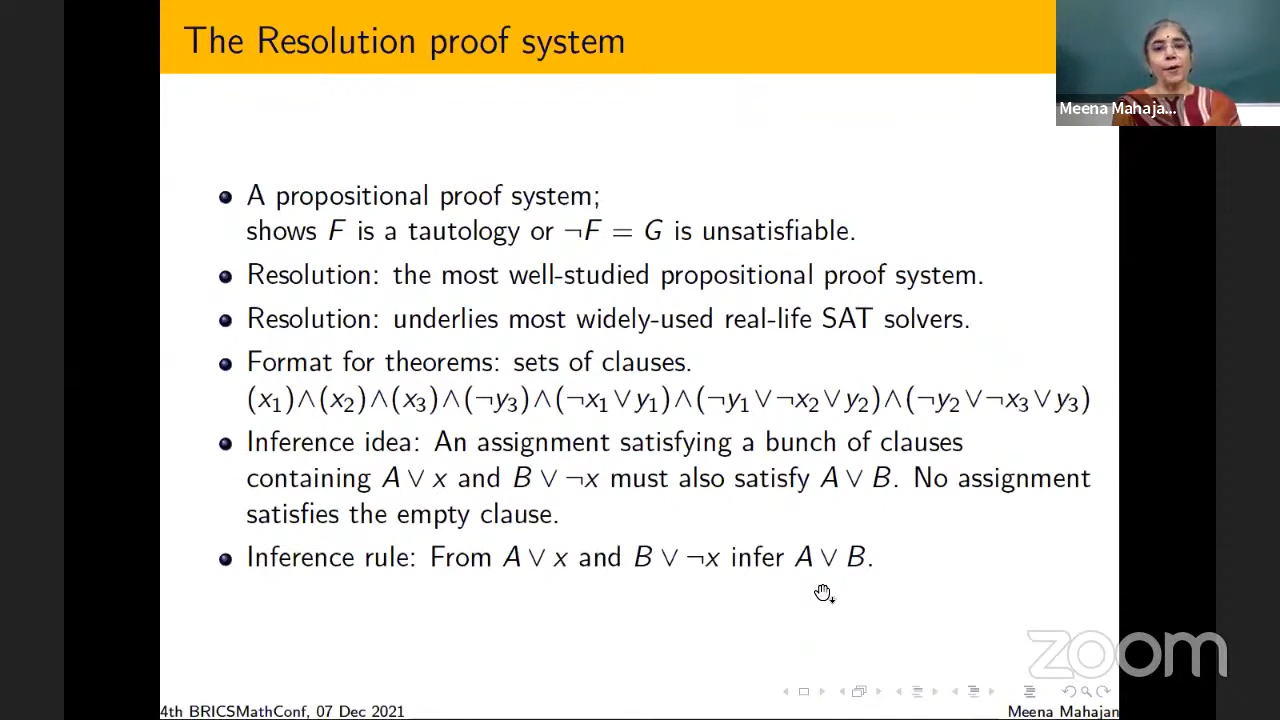 The Resolution proof system
Meena Mahaja...
A propositional proof system;
shows F is a tautology or ¬F = G is unsatisfiable.
Resolution: the most well-studied propositional proof system.
Resolution: underlies most widely-used real-life SAT solvers.
Format for theorems: sets of clauses.
(x₁)∧(x₂)∧(x₃)∧(¬y₃)∧(¬x₁∨y₁)∧(¬y₁∨¬x₂∨y₂)∧(¬y₂∨¬x₃∨y₃)
Inference idea: An assignment satisfying a bunch of clauses
containing A ∨ x and B ∨ ¬x must also satisfy A ∨ B. No assignment
satisfies the empty clause.
Inference rule: From A ∨ x and B ∨ ¬x infer A ∨ B.
zoom
4th BRICSMathConf, 07 Dec 2021
Meena Mahajan